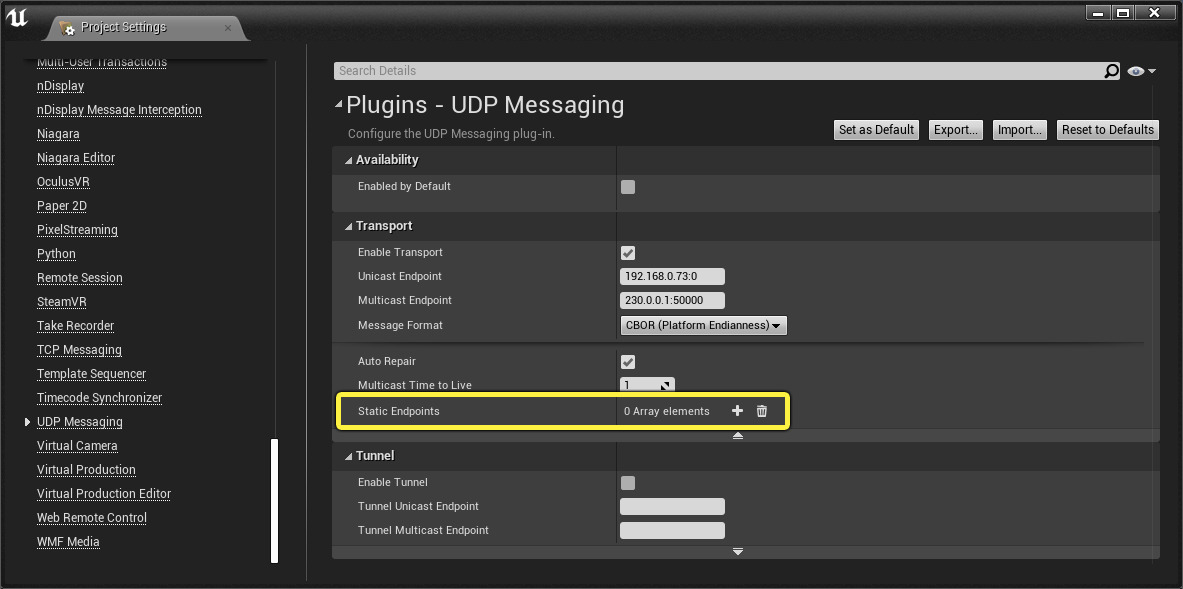 Project Settings
Multi-User Transactions
nDisplay
nDisplay Message Interception
Niagara
Niagara Editor
OculusVR
Paper 2D
PixelStreaming
Python
Remote Session
SteamVR
Take Recorder
TCP Messaging
Template Sequencer
Timecode Synchronizer
UDP Messaging
Virtual Camera
Virtual Production
Virtual Production Editor
Web Remote Control
WMF Media
Search Details
Plugins - UDP Messaging
Configure the UDP Messaging plug-in.
Set as Default
Export...
Import...
Reset to Defaults
Availability
Enabled by Default
Transport
Enable Transport
Unicast Endpoint 192.168.0.73:0
Multicast Endpoint 230.0.0.1:50000
Message Format CBOR (Platform Endianness)
Auto Repair
Multicast Time to Live 1
Static Endpoints 0 Array elements
Tunnel
Enable Tunnel
Tunnel Unicast Endpoint
Tunnel Multicast Endpoint